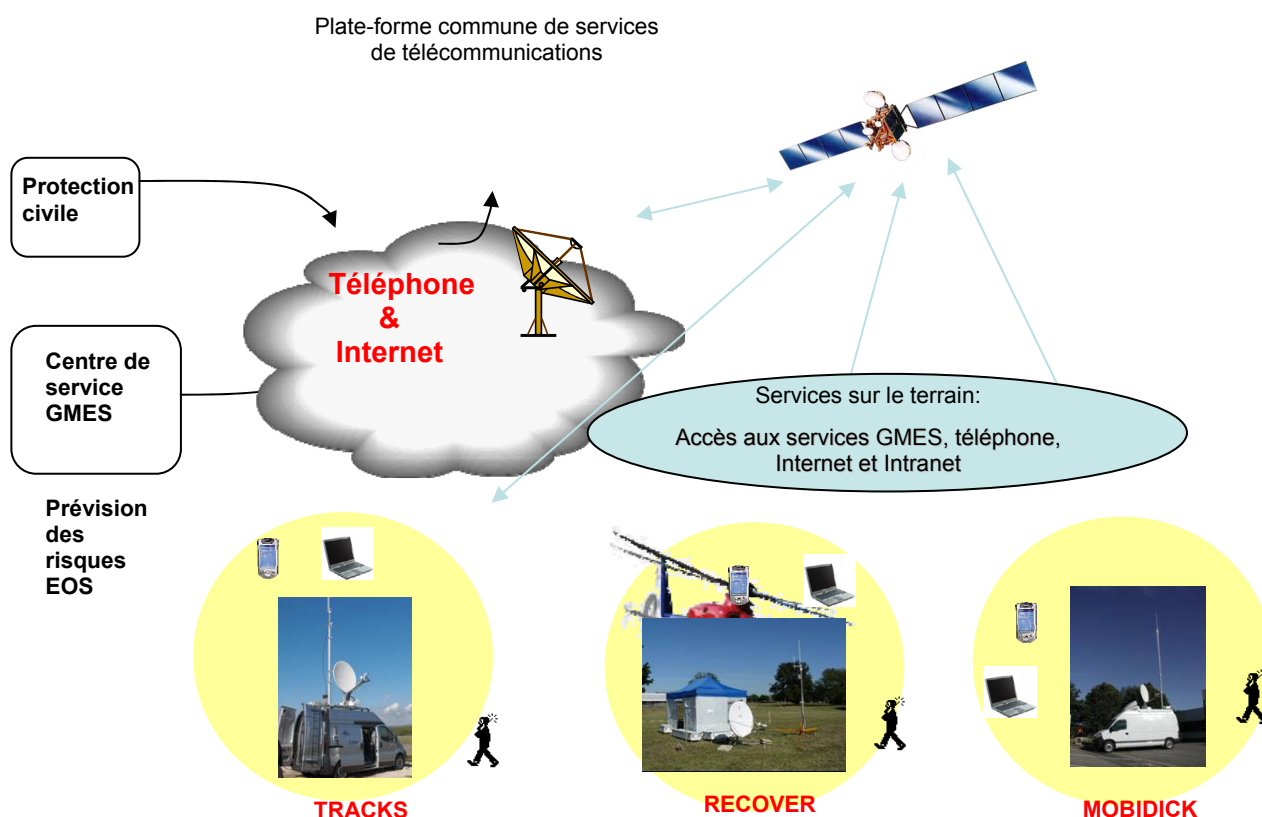 Plate-forme commune de services
de télécommunications
Protection
civile
Téléphone
&
Internet
Centre de
service
GMES
Services sur le terrain:
Accès aux services GMES, téléphone,
Internet et Intranet
Prévision
des
risques
EOS
TRACKS
RECOVER
MOBIDICK